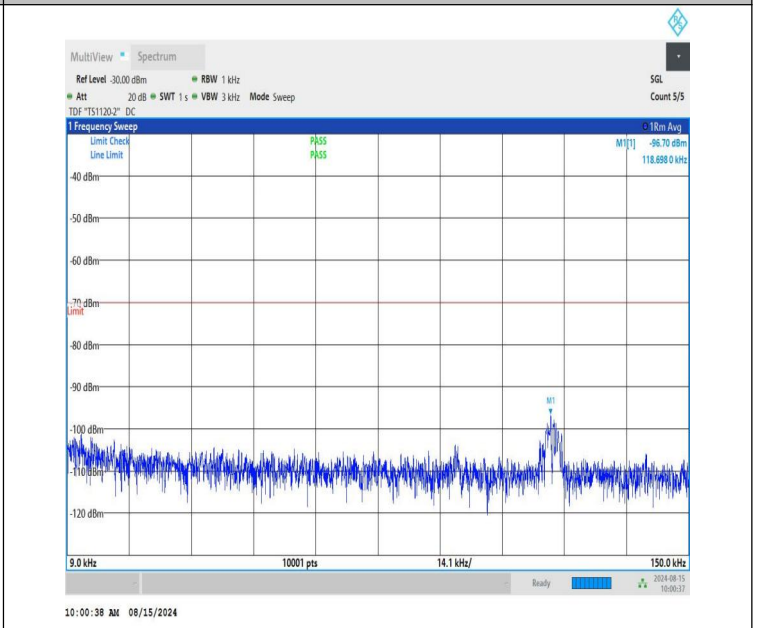 MultiView Spectrum
Ref Level -30.00 dBm RBW 1 kHz SGL
Att 20 dB SWT 1 s VBW 3 kHz Mode Sweep Count 5/5
TDF "TS1120-2" DC
1 Frequency Sweep 1Rm Avg
Limit Check PASS M1[1] -96.70 dBm
Line Limit PASS 118.698 0 kHz
-40 dBm
-50 dBm
-60 dBm
-70 dBm
Limit
-80 dBm
-90 dBm
M1
-100 dBm
-110 dBm
-120 dBm
9.0 kHz 10001 pts 14.1 kHz/ 150.0 kHz
Ready 2024-08-15
10:00:37
10:00:38 AM 08/15/2024